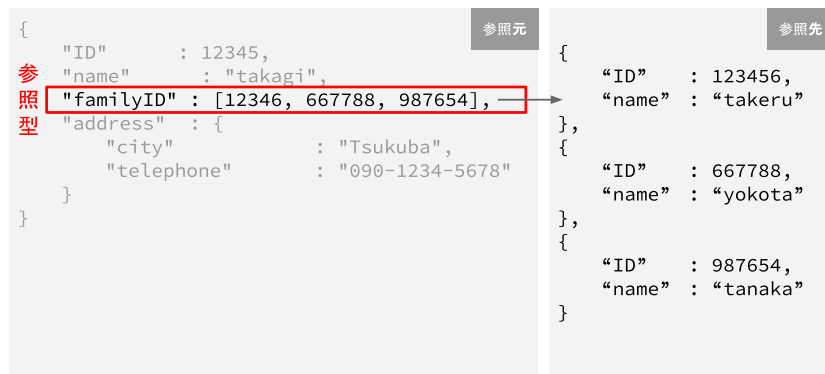 参照元
{
"ID" : 12345,
"name" : "takagi",
"familyID" : [12346, 667788, 987654],
"address" : {
"city" : "Tsukuba",
"telephone" : "090-1234-5678"
}
}
参照型
参照先
{
“ID” : 123456,
“name” : “takeru”
},
{
“ID” : 667788,
“name” : “yokota”
},
{
“ID” : 987654,
“name” : “tanaka”
}